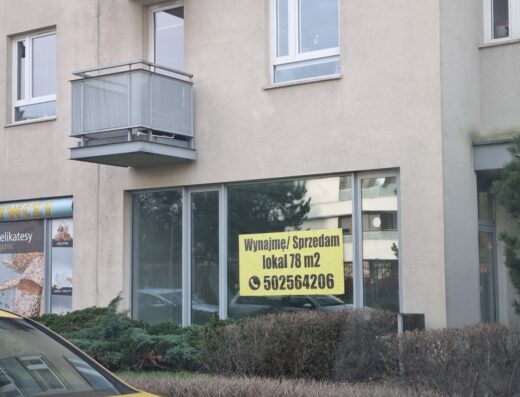 Wynajmę/ Sprzedam
lokal 78 m2
502564206
elikatesy